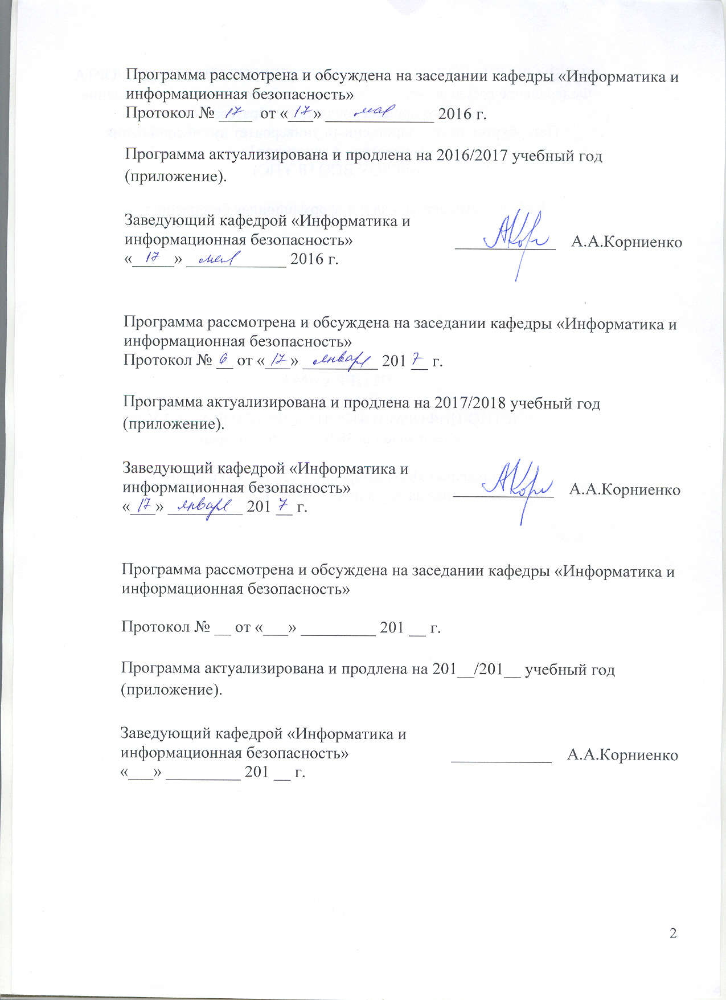 Программа рассмотрена и обсуждена на заседании кафедры «Информатика и
информационная безопасность»
Протокол № 17 от «17» мая 2016 г.
Программа актуализирована и продлена на 2016/2017 учебный год
(приложение).
Заведующий кафедрой «Информатика и
информационная безопасность» А.А.Корниенко
«17» мая 2016 г.
Программа рассмотрена и обсуждена на заседании кафедры «Информатика и
информационная безопасность»
Протокол № 6 от «17» января 2017 г.
Программа актуализирована и продлена на 2017/2018 учебный год
(приложение).
Заведующий кафедрой «Информатика и
информационная безопасность» А.А.Корниенко
«17» января 2017 г.
Программа рассмотрена и обсуждена на заседании кафедры «Информатика и
информационная безопасность»
Протокол № __ от «___» _________ 201 __ г.
Программа актуализирована и продлена на 201__/201__ учебный год
(приложение).
Заведующий кафедрой «Информатика и
информационная безопасность» ____________ А.А.Корниенко
«___» _________ 201 __ г.
2